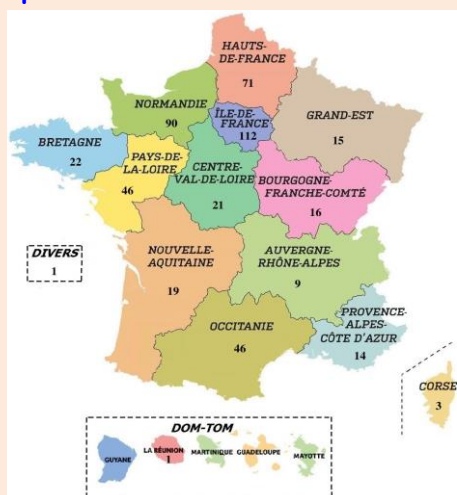 HAUTS-
DE-FRANCE
71
NORMANDIE
90
ÎLE-
DE-
FRANCE
112
GRAND-EST
15
BRETAGNE
22
PAYS-DE-
LA-LOIRE
46
CENTRE-
VAL-DE-LOIRE
21
BOURGOGNE-
FRANCHE-COMTÉ
16
DIVERS
1
NOUVELLE-
AQUITAINE
19
AUVERGNE-
RHÔNE-ALPES
9
OCCITANIE
46
PROVENCE-
ALPES-
CÔTE D'AZUR
14
CORSE
3
DOM-TOM
GUYANE
LA RÉUNION
1
MARTINIQUE
GUADELOUPE
MAYOTTE